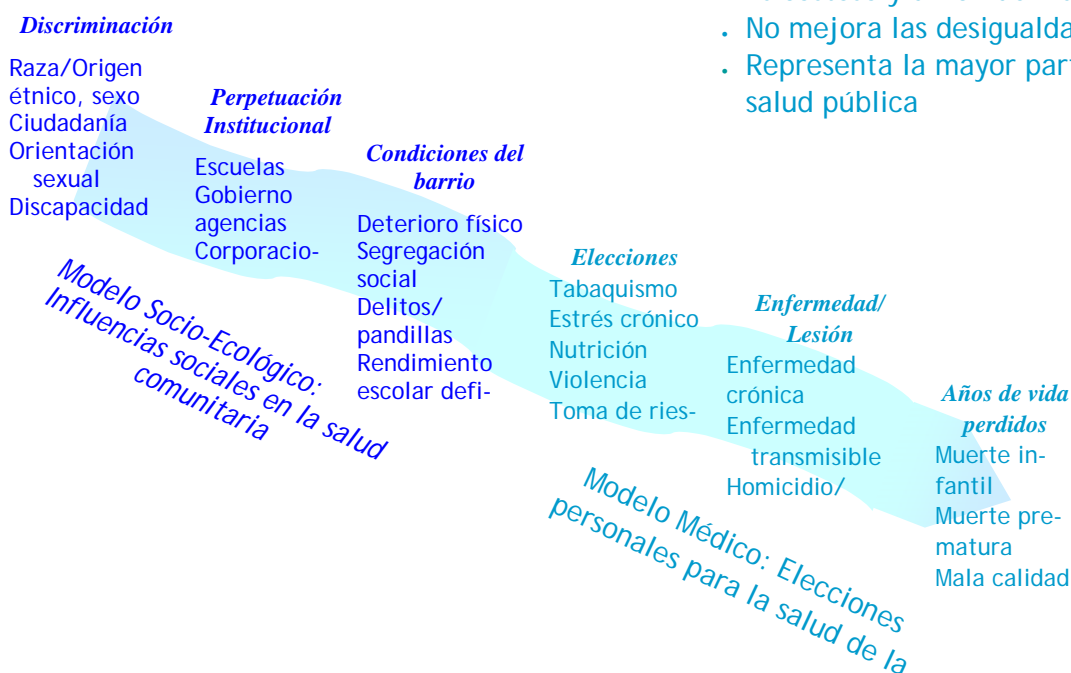 No mejora las desigualda
Representa la mayor par
salud pública
Discriminación
Raza/Origen
étnico, sexo
Ciudadanía
Orientación
sexual
Discapacidad
Perpetuación
Institucional
Escuelas
Gobierno
agencias
Corporacio-
Condiciones del
barrio
Deterioro físico
Segregación
social
Delitos/
pandillas
Rendimiento
escolar defi-
Modelo Socio-Ecológico:
Influencias sociales en la salud
comunitaria
Elecciones
Tabaquismo
Estrés crónico
Nutrición
Violencia
Toma de ries-
Enfermedad/
Lesión
Enfermedad
crónica
Enfermedad
transmisible
Homicidio/
Años de vida
perdidos
Muerte in-
fantil
Muerte pre-
matura
Mala calidad
Modelo Médico: Elecciones
personales para la salud de la